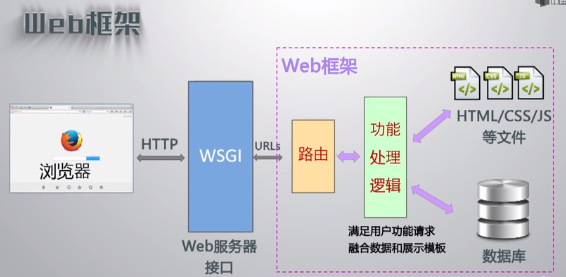 Web框架
Web框架
HTML/CSS/JS
等文件
浏览器
HTTP
WSGI
URLs
路由
功能
处理
逻辑
Web服务器
接口
满足用户功能请求
融合数据和展示模板
数据库